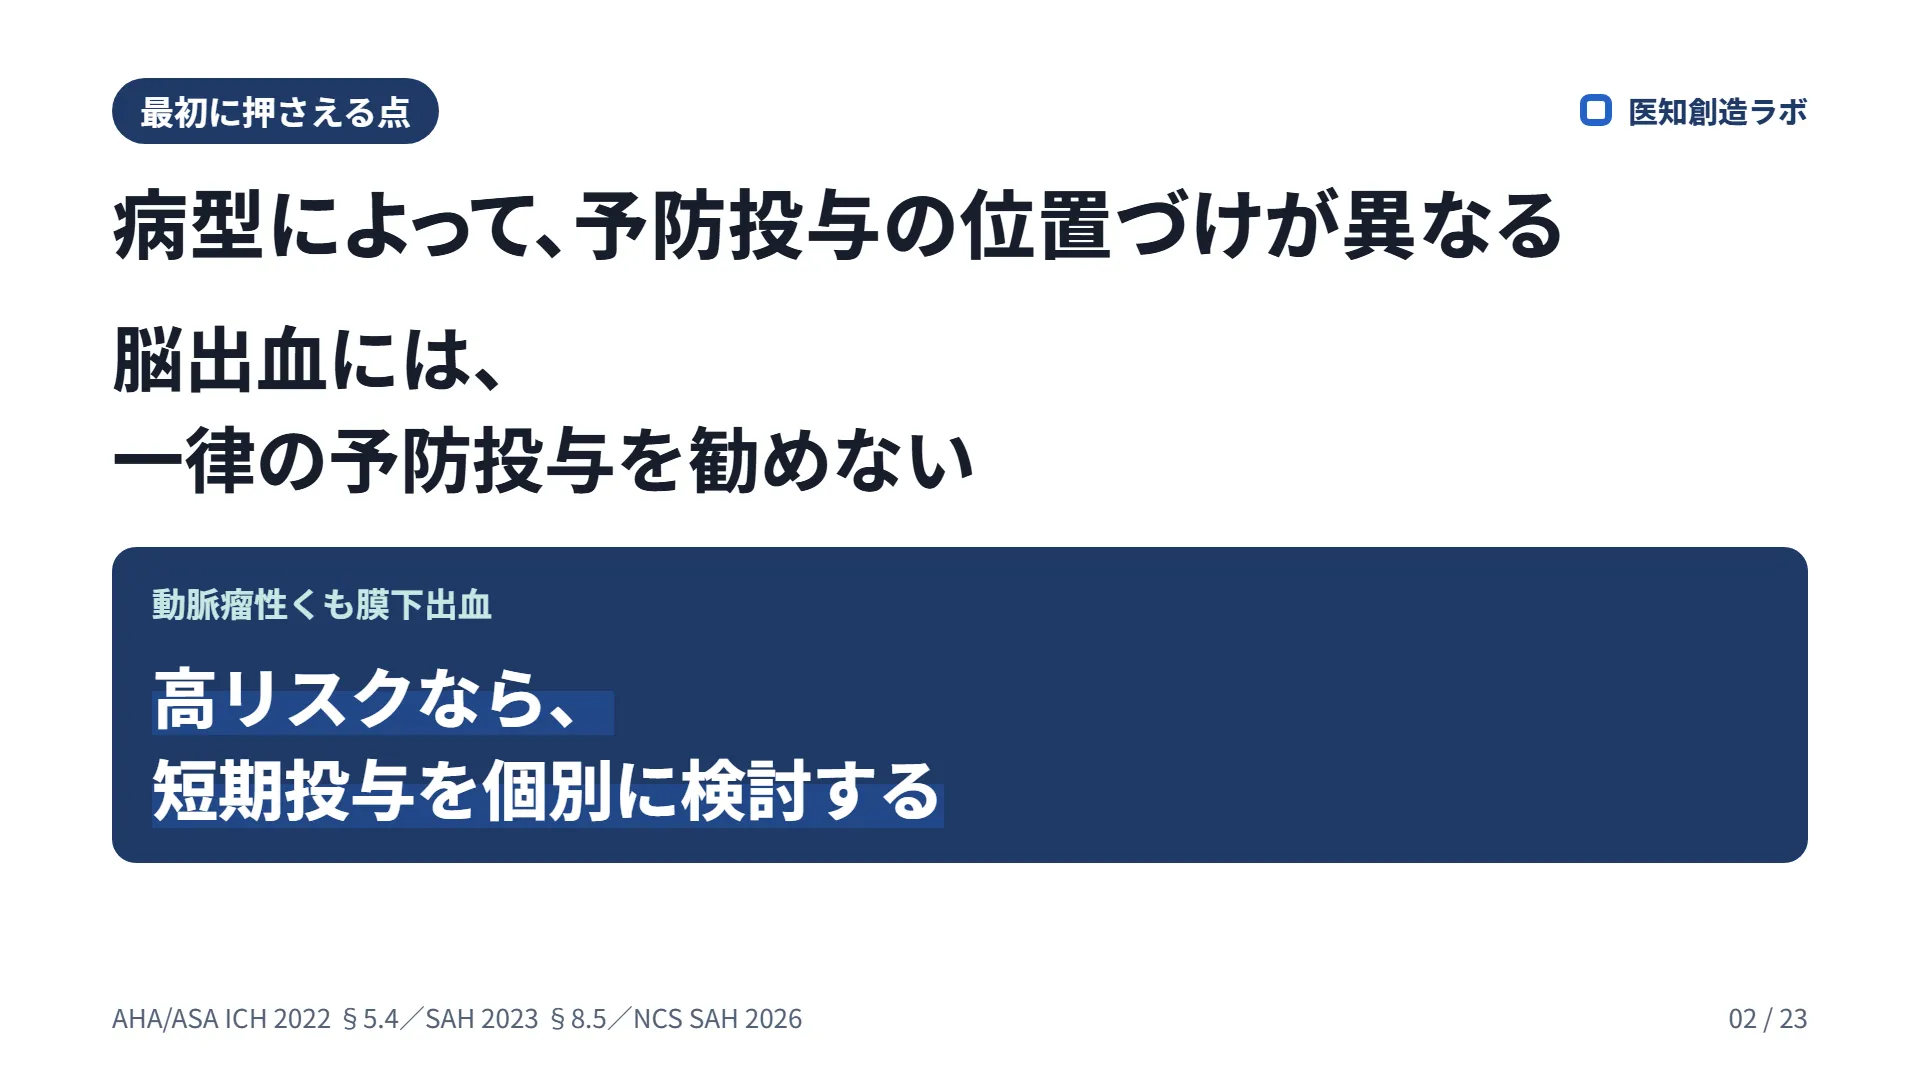 最初に押さえる点
医知創造ラボ
病型によって、予防投与の位置づけが異なる
脳出血には、
一律の予防投与を勧めない
動脈瘤性くも膜下出血
高リスクなら、
短期投与を個別に検討する
AHA/ASA ICH 2022 §5.4／SAH 2023 §8.5／NCS SAH 2026
02 / 23